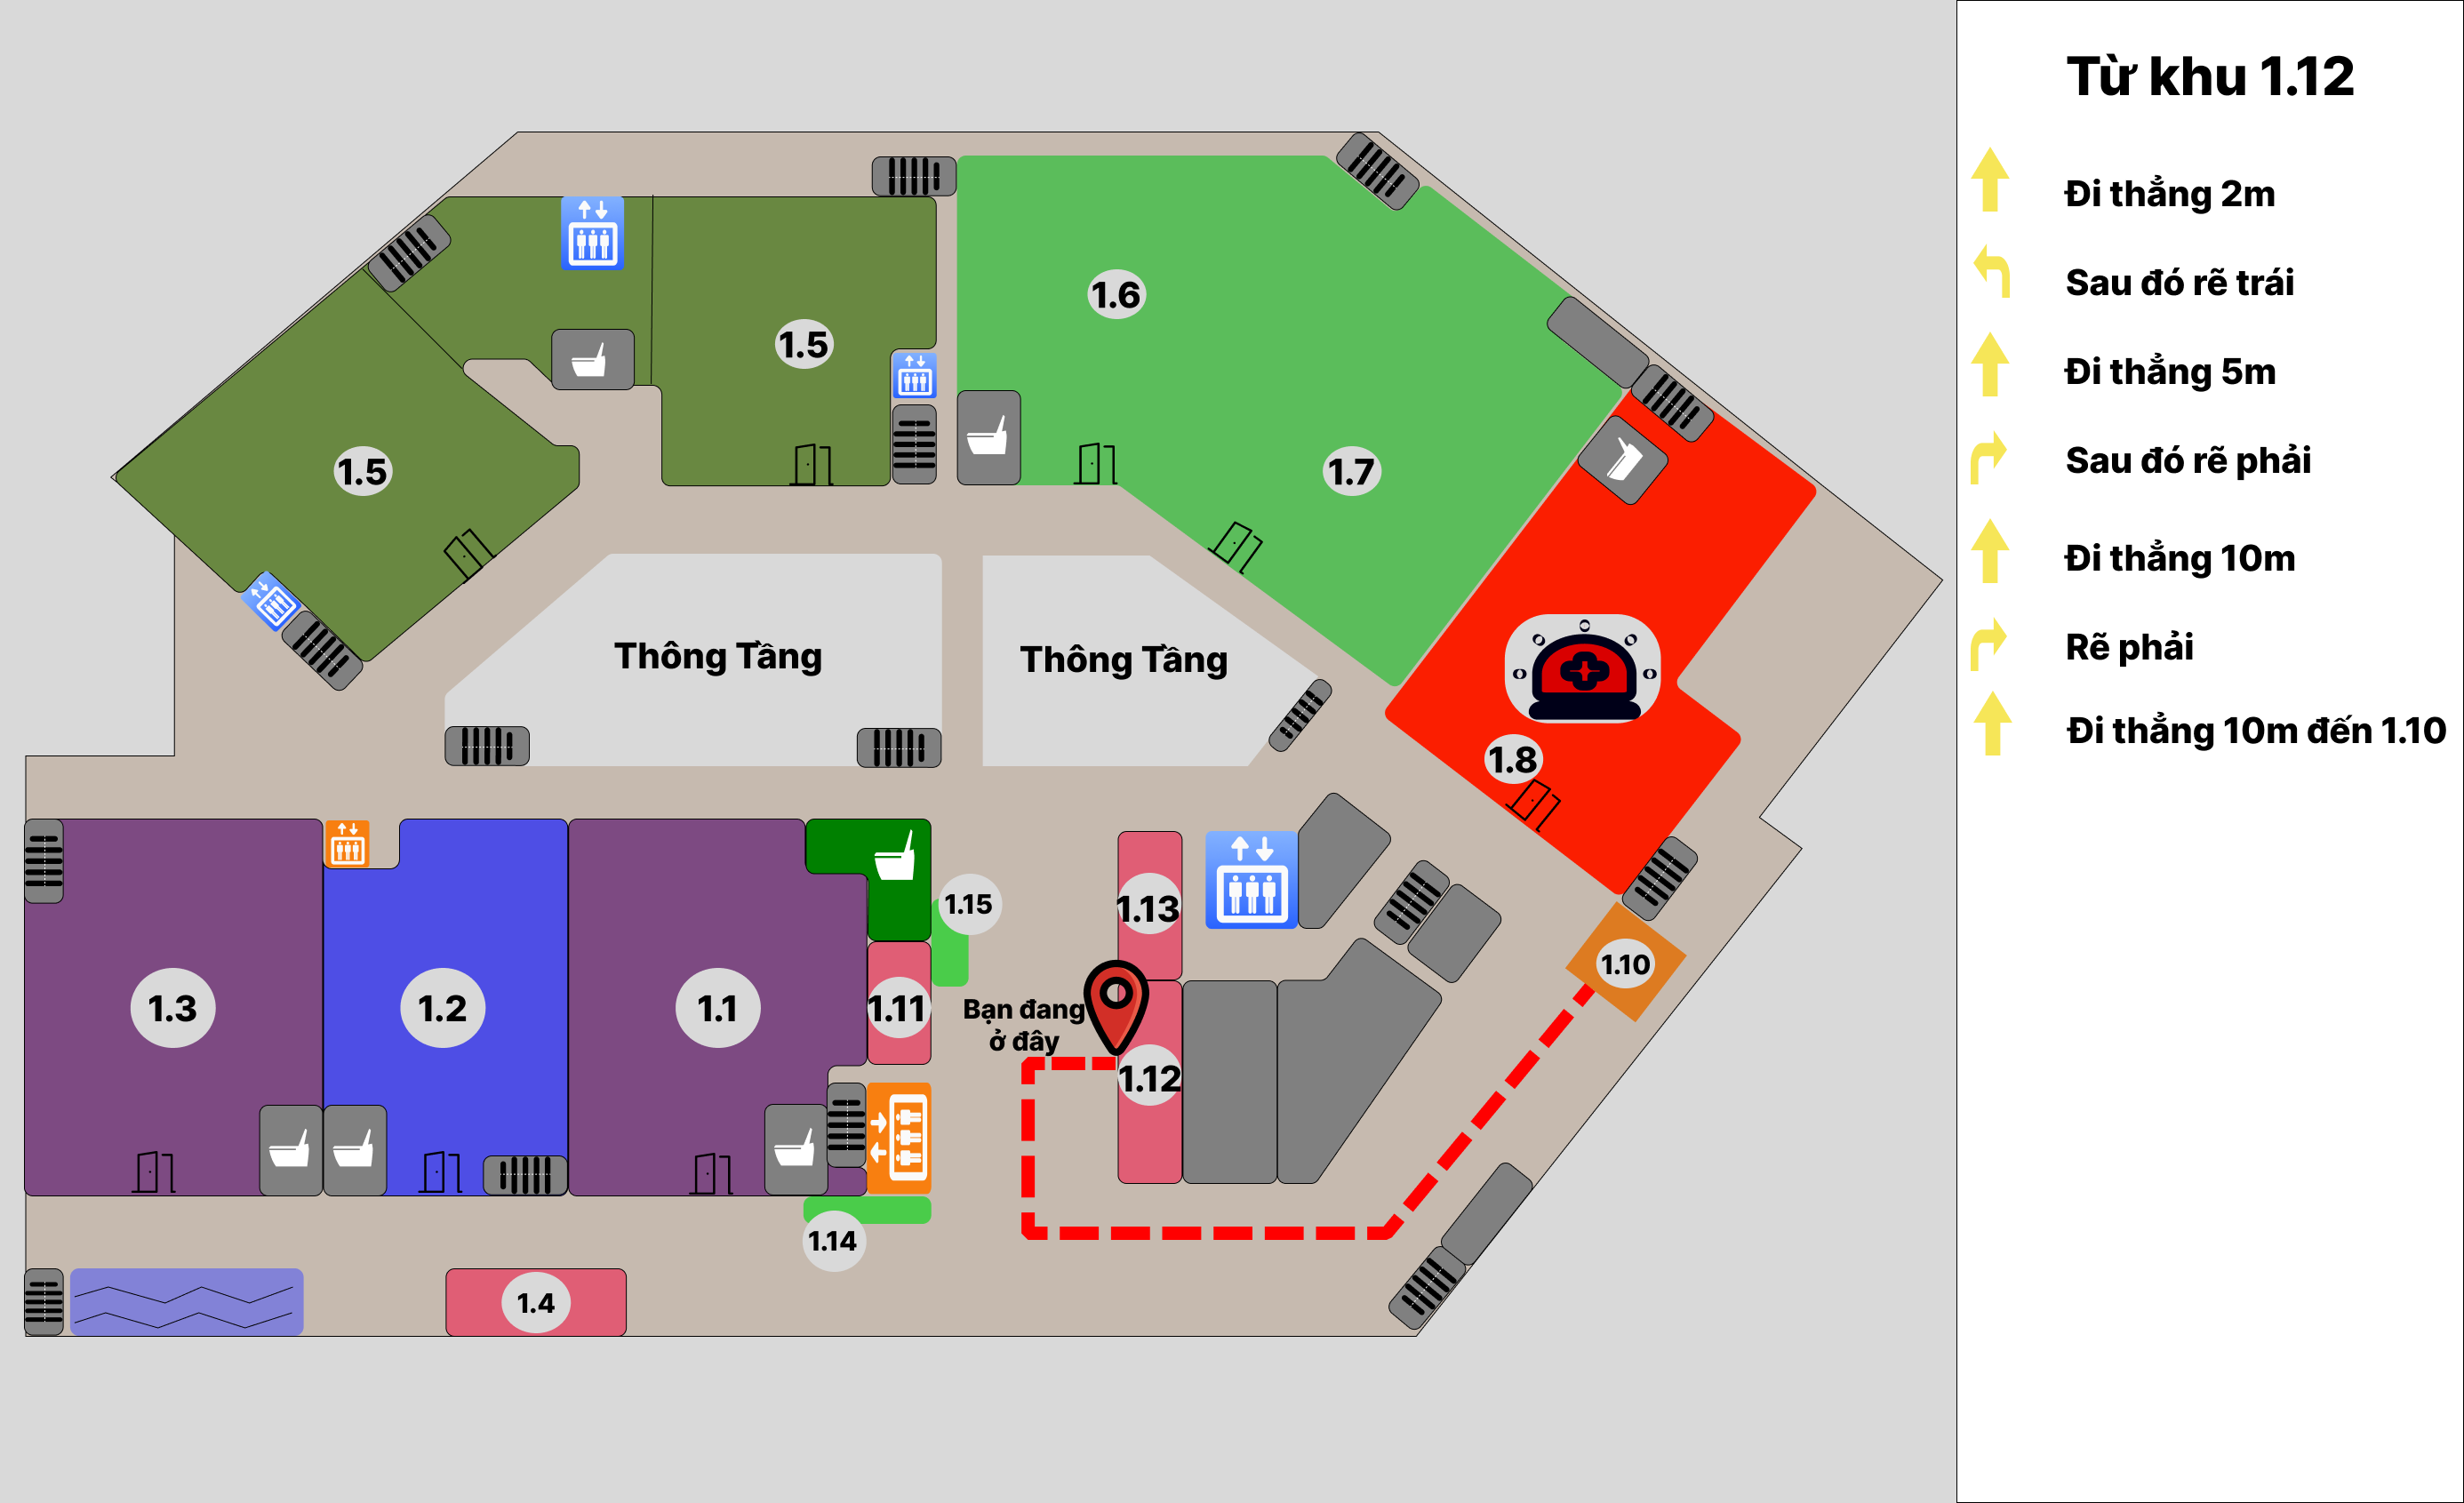 Từ khu 1.12
Đi thẳng 2m
Sau đó rẽ trái
Đi thẳng 5m
Sau đó rẽ phải
Đi thẳng 10m
Rẽ phải
Đi thẳng 10m đến 1.10
1.6
1.5
1.5
1.7
Thông Tầng
Thông Tầng
1.8
1.15
1.13
1.10
1.3
1.2
1.1
1.11
Bạn đang
ở đây
1.12
1.14
1.4